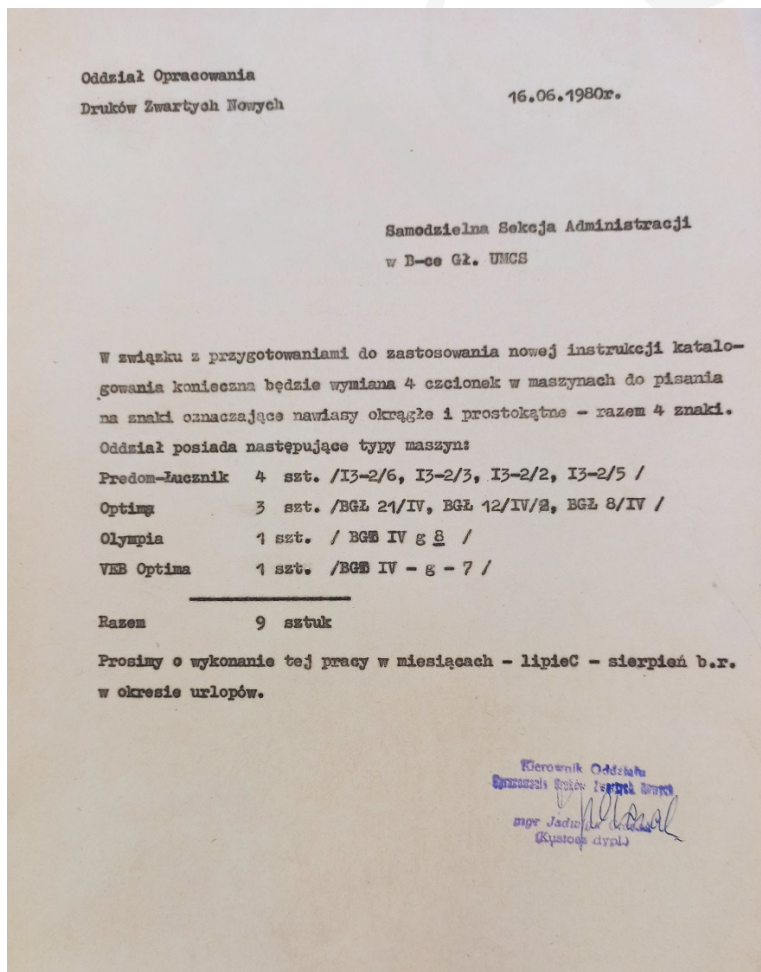 Oddział Opracowania
Druków Zwartych Nowych
16.06.1980r.
Samodzielna Sekcja Administracji
w B-ce Gł. UMCS
W związku z przygotowaniami do zastosowania nowej instrukcji katalo-
gowania konieczna będzie wymiana 4 czcionek w maszynach do pisania
na znaki oznaczające nawiasy okrągłe i prostokątne - razem 4 znaki.
Oddział posiada następujące typy maszyn:
Predom-Łucznik 4 szt. /I3-2/6, I3-2/3, I3-2/2, I3-2/5 /
Optima 3 szt. /BGŁ 21/IV, BGŁ 12/IV/2, BGŁ 8/IV /
Olympia 1 szt. / BGŁ IV g 8 /
VEB Optima 1 szt. /BGŁ IV - g - 7 /
Razem 9 sztuk
Prosimy o wykonanie tej pracy w miesiącach - lipieC - sierpień b.r.
w okresie urlopów.
Kierownik Oddziału
Opracowania Druków Zwartych Nowych
mgr
(Kustosz dypl.)